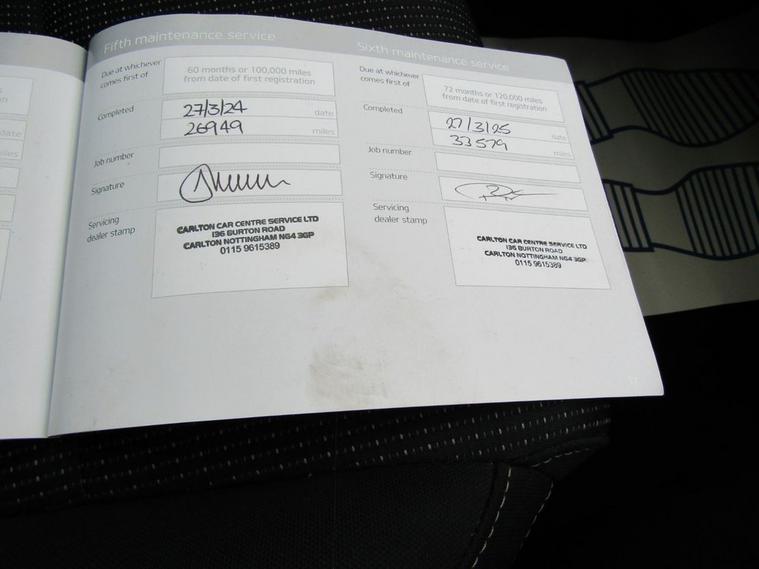 Fifth maintenance service
Due at whichever
comes first of
60 months or 100,000 miles
from date of first registration
Completed
27/3/24
date
26949
miles
Job number
Signature
Servicing
dealer stamp
CARLTON CAR CENTRE SERVICE LTD
136 BURTON ROAD
CARLTON NOTTINGHAM NG4 3GP
0115 9615389
Sixth maintenance service
Due at whichever
comes first of
72 months or 120,000 miles
from date of first registration
Completed
27/3/25
date
33579
miles
Job number
Signature
Servicing
dealer stamp
CARLTON CAR CENTRE SERVICE LTD
136 BURTON ROAD
CARLTON NOTTINGHAM NG4 3GP
0115 9615389
date